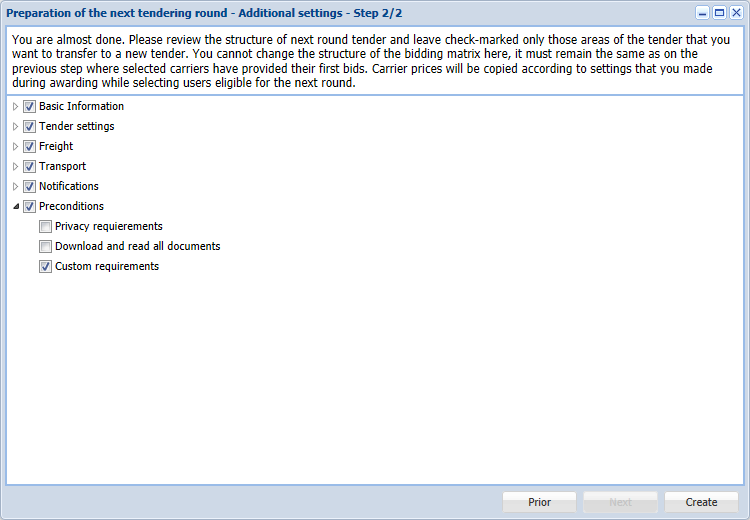 Preparation of the next tendering round - Additional settings - Step 2/2
You are almost done. Please review the structure of next round tender and leave check-marked only those areas of the tender that you
want to transfer to a new tender. You cannot change the structure of the bidding matrix here, it must remain the same as on the
previous step where selected carriers have provided their first bids. Carrier prices will be copied according to settings that you made
during awarding while selecting users eligible for the next round.
Basic Information
Tender settings
Freight
Transport
Notifications
Preconditions
Privacy requierements
Download and read all documents
Custom requirements
Prior Next Create